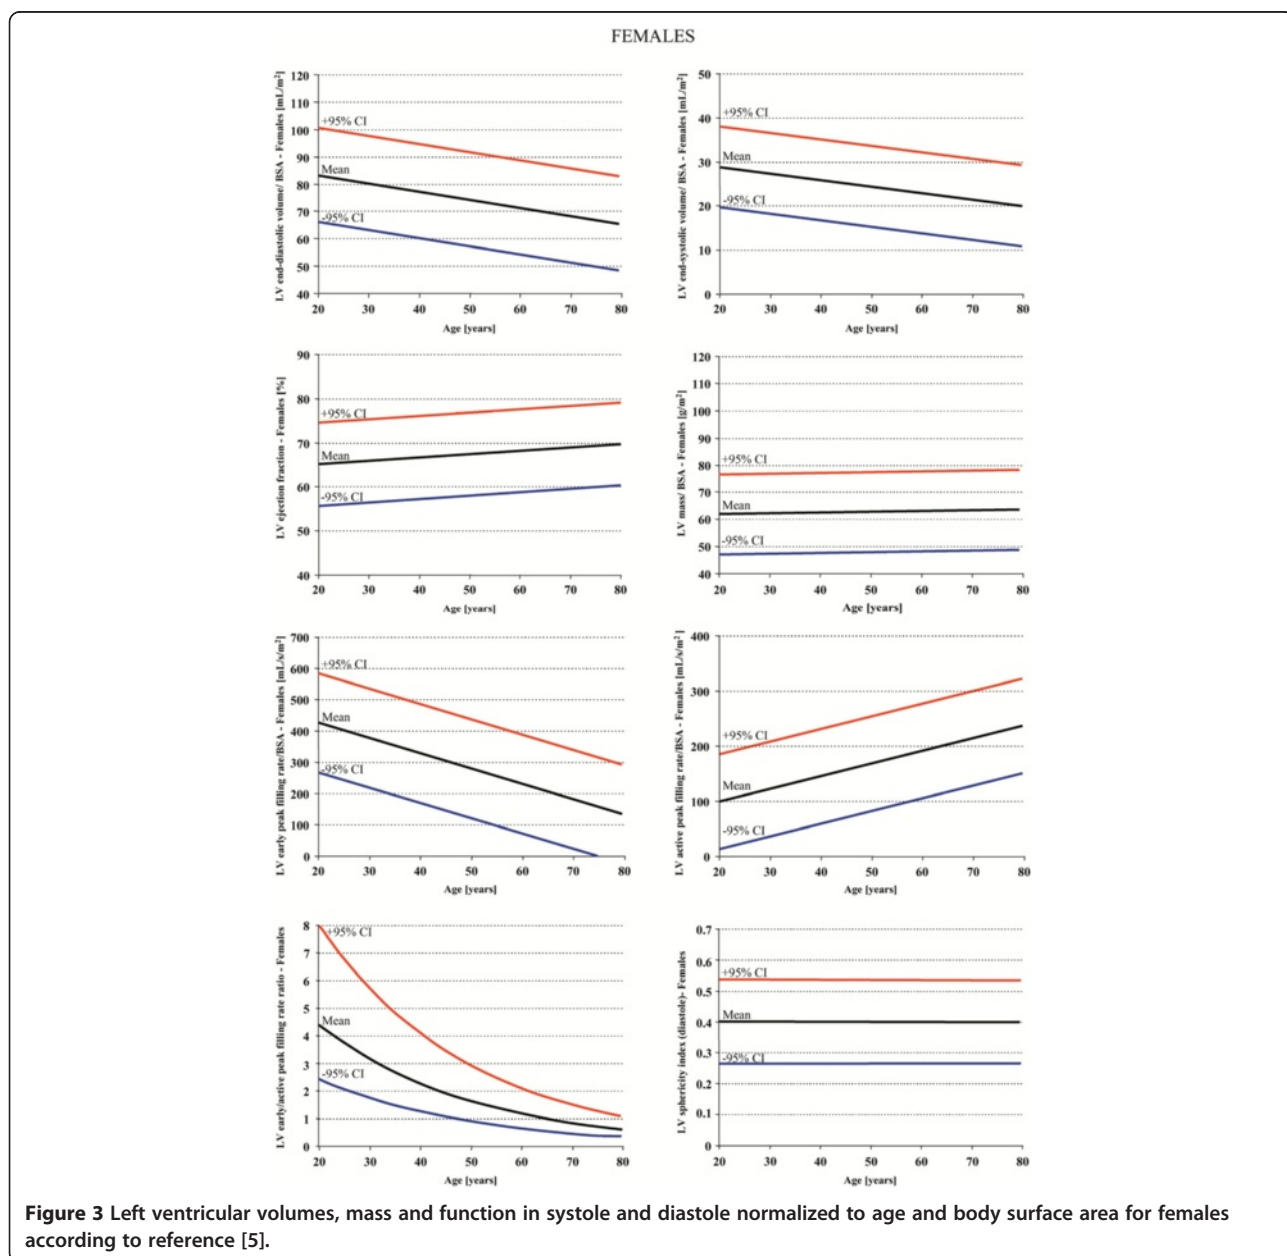 FEMALES
LV end-diastolic volume/ BSA - Females [mL/m²]
120
110
100
90
80
70
60
50
40
+95% CI
Mean
-95% CI
20 30 40 50 60 70 80
Age [years]
LV end-systolic volume/ BSA - Females [mL/m²]
50
40
30
20
10
0
+95% CI
Mean
-95% CI
20 30 40 50 60 70 80
Age [years]
LV ejection fraction - Females [%]
90
80
70
60
50
40
+95% CI
Mean
-95% CI
20 30 40 50 60 70 80
Age [years]
LV mass/ BSA - Females [g/m²]
120
110
100
90
80
70
60
50
40
+95% CI
Mean
-95% CI
20 30 40 50 60 70 80
Age [years]
LV early peak filling rate/BSA - Females [mL/s/m²]
700
600
500
400
300
200
100
0
+95% CI
Mean
-95% CI
20 30 40 50 60 70 80
Age [years]
LV active peak filling rate/BSA - Females [mL/s/m²]
400
300
200
100
0
+95% CI
Mean
-95% CI
20 30 40 50 60 70 80
Age [years]
LV early/active peak filling rate ratio - Females
8
7
6
5
4
3
2
1
0
+95% CI
Mean
-95% CI
20 30 40 50 60 70 80
Age [years]
LV sphericity index (diastole)- Females
0.7
0.6
0.5
0.4
0.3
0.2
0.1
0
+95% CI
Mean
-95% CI
20 30 40 50 60 70 80
Age [years]
Figure 3 Left ventricular volumes, mass and function in systole and diastole normalized to age and body surface area for females
according to reference [5].